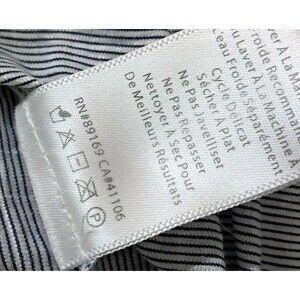 Recomma
Laver À La Machine
'eau Froide Séparément
Cycle Délicat
Sécher À Plat
Ne Pas Javelliser
Ne Pas Repasser
Nettoyer À Sec Pour
De Meilleurs Résultats
RN#89169 CA#41106
P